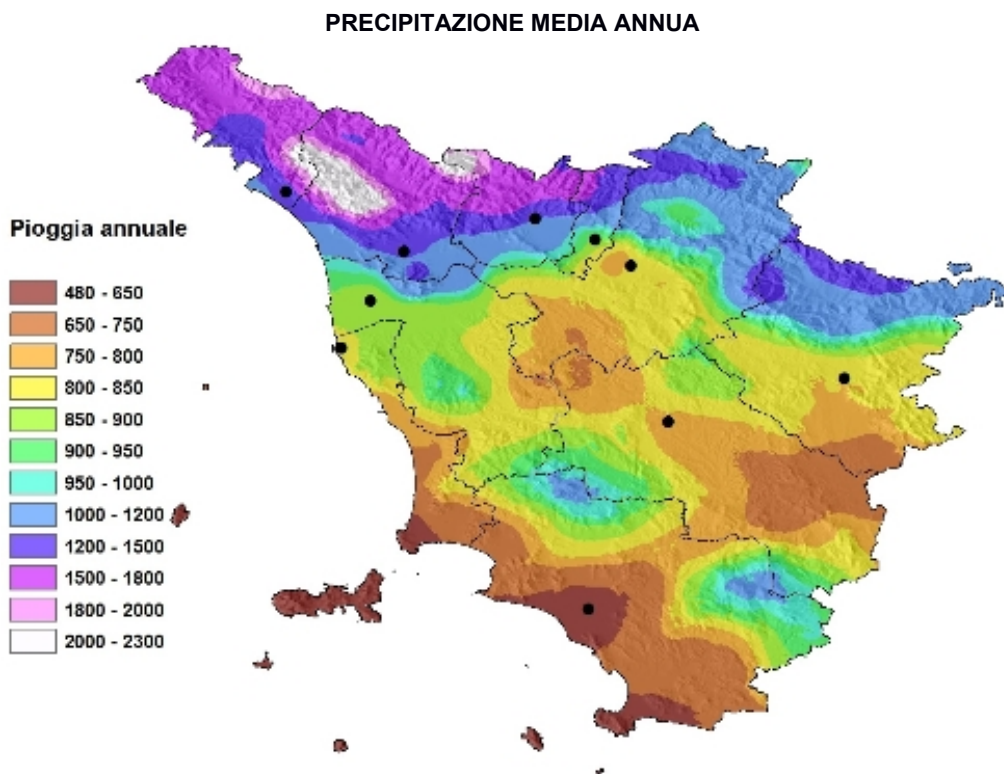 PRECIPITAZIONE MEDIA ANNUA
Pioggia annuale
480 - 650
650 - 750
750 - 800
800 - 850
850 - 900
900 - 950
950 - 1000
1000 - 1200
1200 - 1500
1500 - 1800
1800 - 2000
2000 - 2300